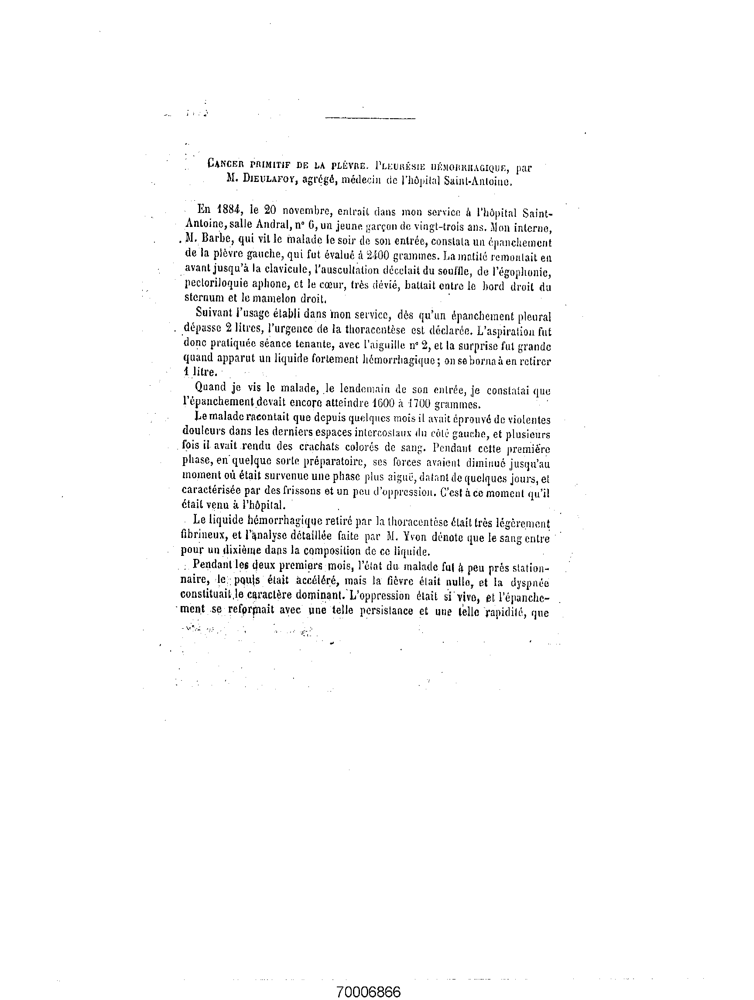 CANCER PRIMITIF DE LA PLÈVRE. PLEURÉSIE HÉMORRHAGIQUE, par
M. DIEULAFOY, agrégé, médecin de l'hôpital Saint-Antoine.
En 1884, le 20 novembre, entrait dans mon service à l'hôpital Saint-
Antoine, salle Andral, n° 6, un jeune garçon de vingt-trois ans. Mon interne,
M. Barbe, qui vit le malade le soir de son entrée, constata un épanchement
de la plèvre gauche, qui fut évalué à 2400 grammes. La matité remontait en
avant jusqu'à la clavicule, l'auscultation décelait du souffle, de l'égophonie,
pectoriloquie aphone, et le cœur, très dévié, battait entre le bord droit du
sternum et le mamelon droit.
Suivant l'usage établi dans mon service, dès qu'un épanchement pleural
dépasse 2 litres, l'urgence de la thoracentèse est déclarée. L'aspiration fut
donc pratiquée séance tenante, avec l'aiguille n° 2, et la surprise fut grande
quand apparut un liquide fortement hémorrhagique; on se borna à en retirer
1 litre.
Quand je vis le malade, le lendemain de son entrée, je constatai que
l'épanchement devait encore atteindre 1600 à 1700 grammes.
Le malade racontait que depuis quelques mois il avait éprouvé de violentes
douleurs dans les derniers espaces intercostaux du côté gauche, et plusieurs
fois il avait rendu des crachats colorés de sang. Pendant cette première
phase, en quelque sorte préparatoire, ses forces avaient diminué jusqu'au
moment où était survenue une phase plus aiguë, datant de quelques jours, et
caractérisée par des frissons et un peu d'oppression. C'est à ce moment qu'il
était venu à l'hôpital.
Le liquide hémorrhagique retiré par la thoracentèse était très légèrement
fibrineux, et l'analyse détaillée faite par M. Yvon dénote que le sang entre
pour un dixième dans la composition de ce liquide.
Pendant les deux premiers mois, l'état du malade fut à peu près station-
naire, le pouls était accéléré, mais la fièvre était nulle, et la dyspnée
constituait le caractère dominant. L'oppression était si vive, et l'épanche-
ment se reformait avec une telle persistance et une telle rapidité, que
70006866